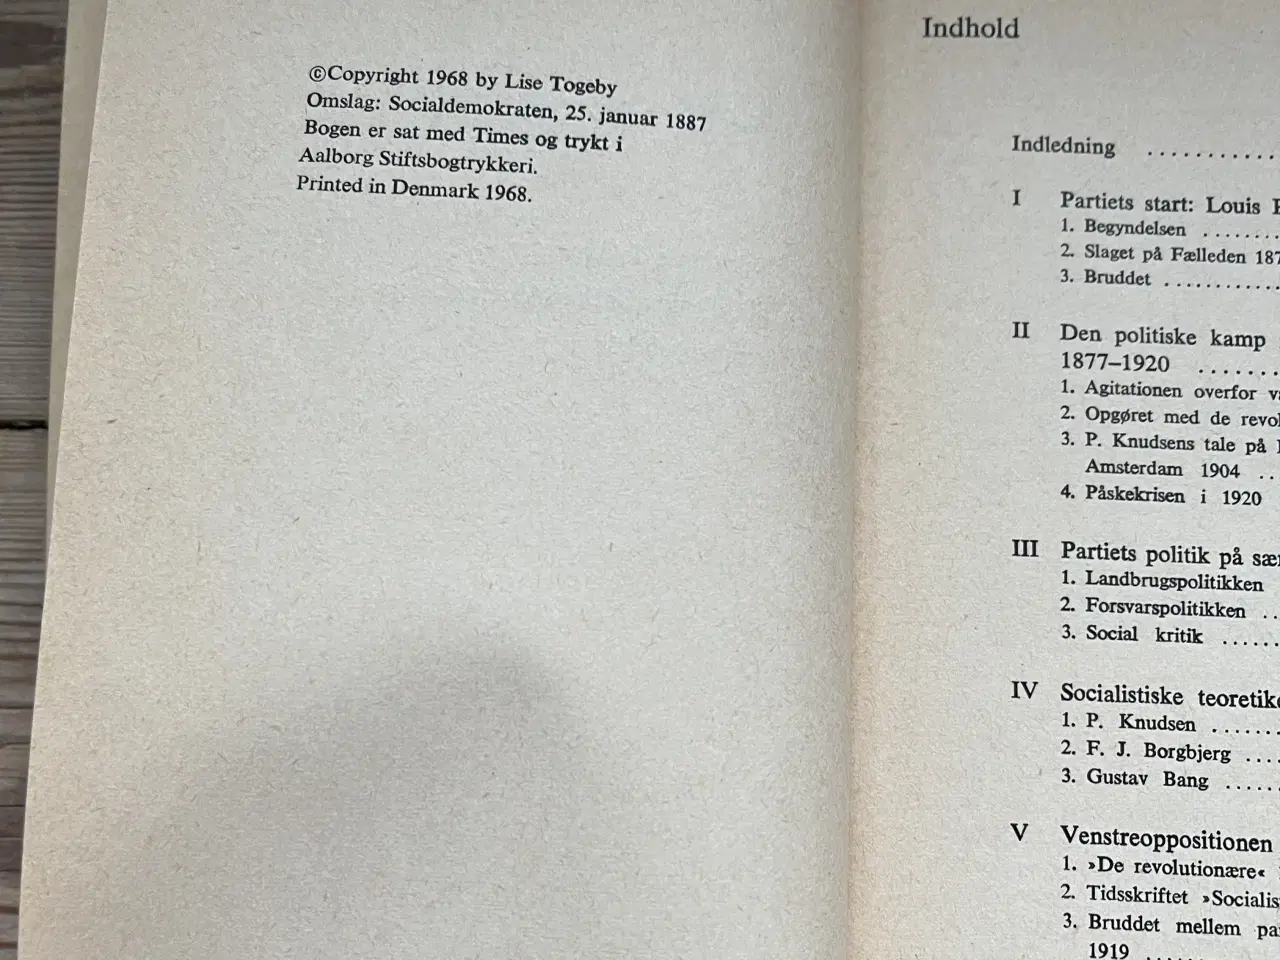 ©Copyright 1968 by Lise Togeby
Omslag: Socialdemokraten, 25. januar 1887
Bogen er sat med Times og trykt i
Aalborg Stiftsbogtrykkeri.
Printed in Denmark 1968.
Indhold
Indledning ...........
I Partiets start: Louis
1. Begyndelsen .......
2. Slaget på Fælleden 187
3. Bruddet ..........
II Den politiske kamp
1877–1920 .......
1. Agitationen overfor
2. Opgøret med de
3. P. Knudsens tale på
Amsterdam 1904 ..
4. Påskekrisen i 1920
III Partiets politik på
1. Landbrugspolitikken
2. Forsvarspolitikken ..
3. Social kritik .....
IV Socialistiske
1. P. Knudsen ......
2. F. J. Borgbjerg ....
3. Gustav Bang .....
V Venstreoppositionen
1. »De revolutionære«
2. Tidsskriftet
3. Bruddet mellem
1919 .......